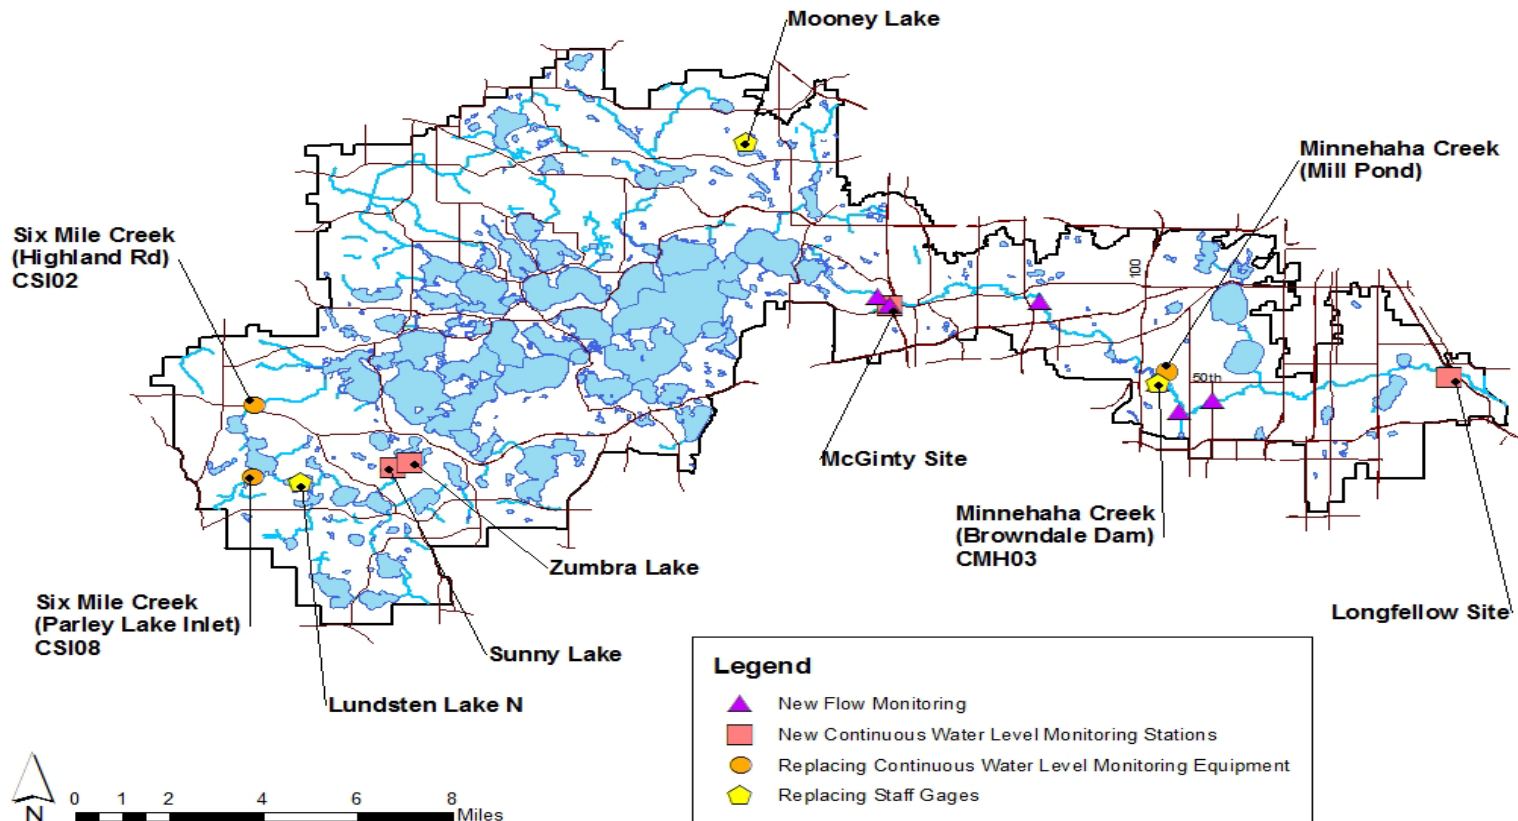 Mooney Lake
Minnehaha Creek
(Mill Pond)
Six Mile Creek
(Highland Rd)
CSI02
100
50th
McGinty Site
Minnehaha Creek
(Browndale Dam)
CMH03
Zumbra Lake
Six Mile Creek
(Parley Lake Inlet)
CSI08
Longfellow Site
Sunny Lake
Lundsten Lake N
Legend
New Flow Monitoring
New Continuous Water Level Monitoring Stations
Replacing Continuous Water Level Monitoring Equipment
Replacing Staff Gages
N
0 1 2 4 6 8
Miles